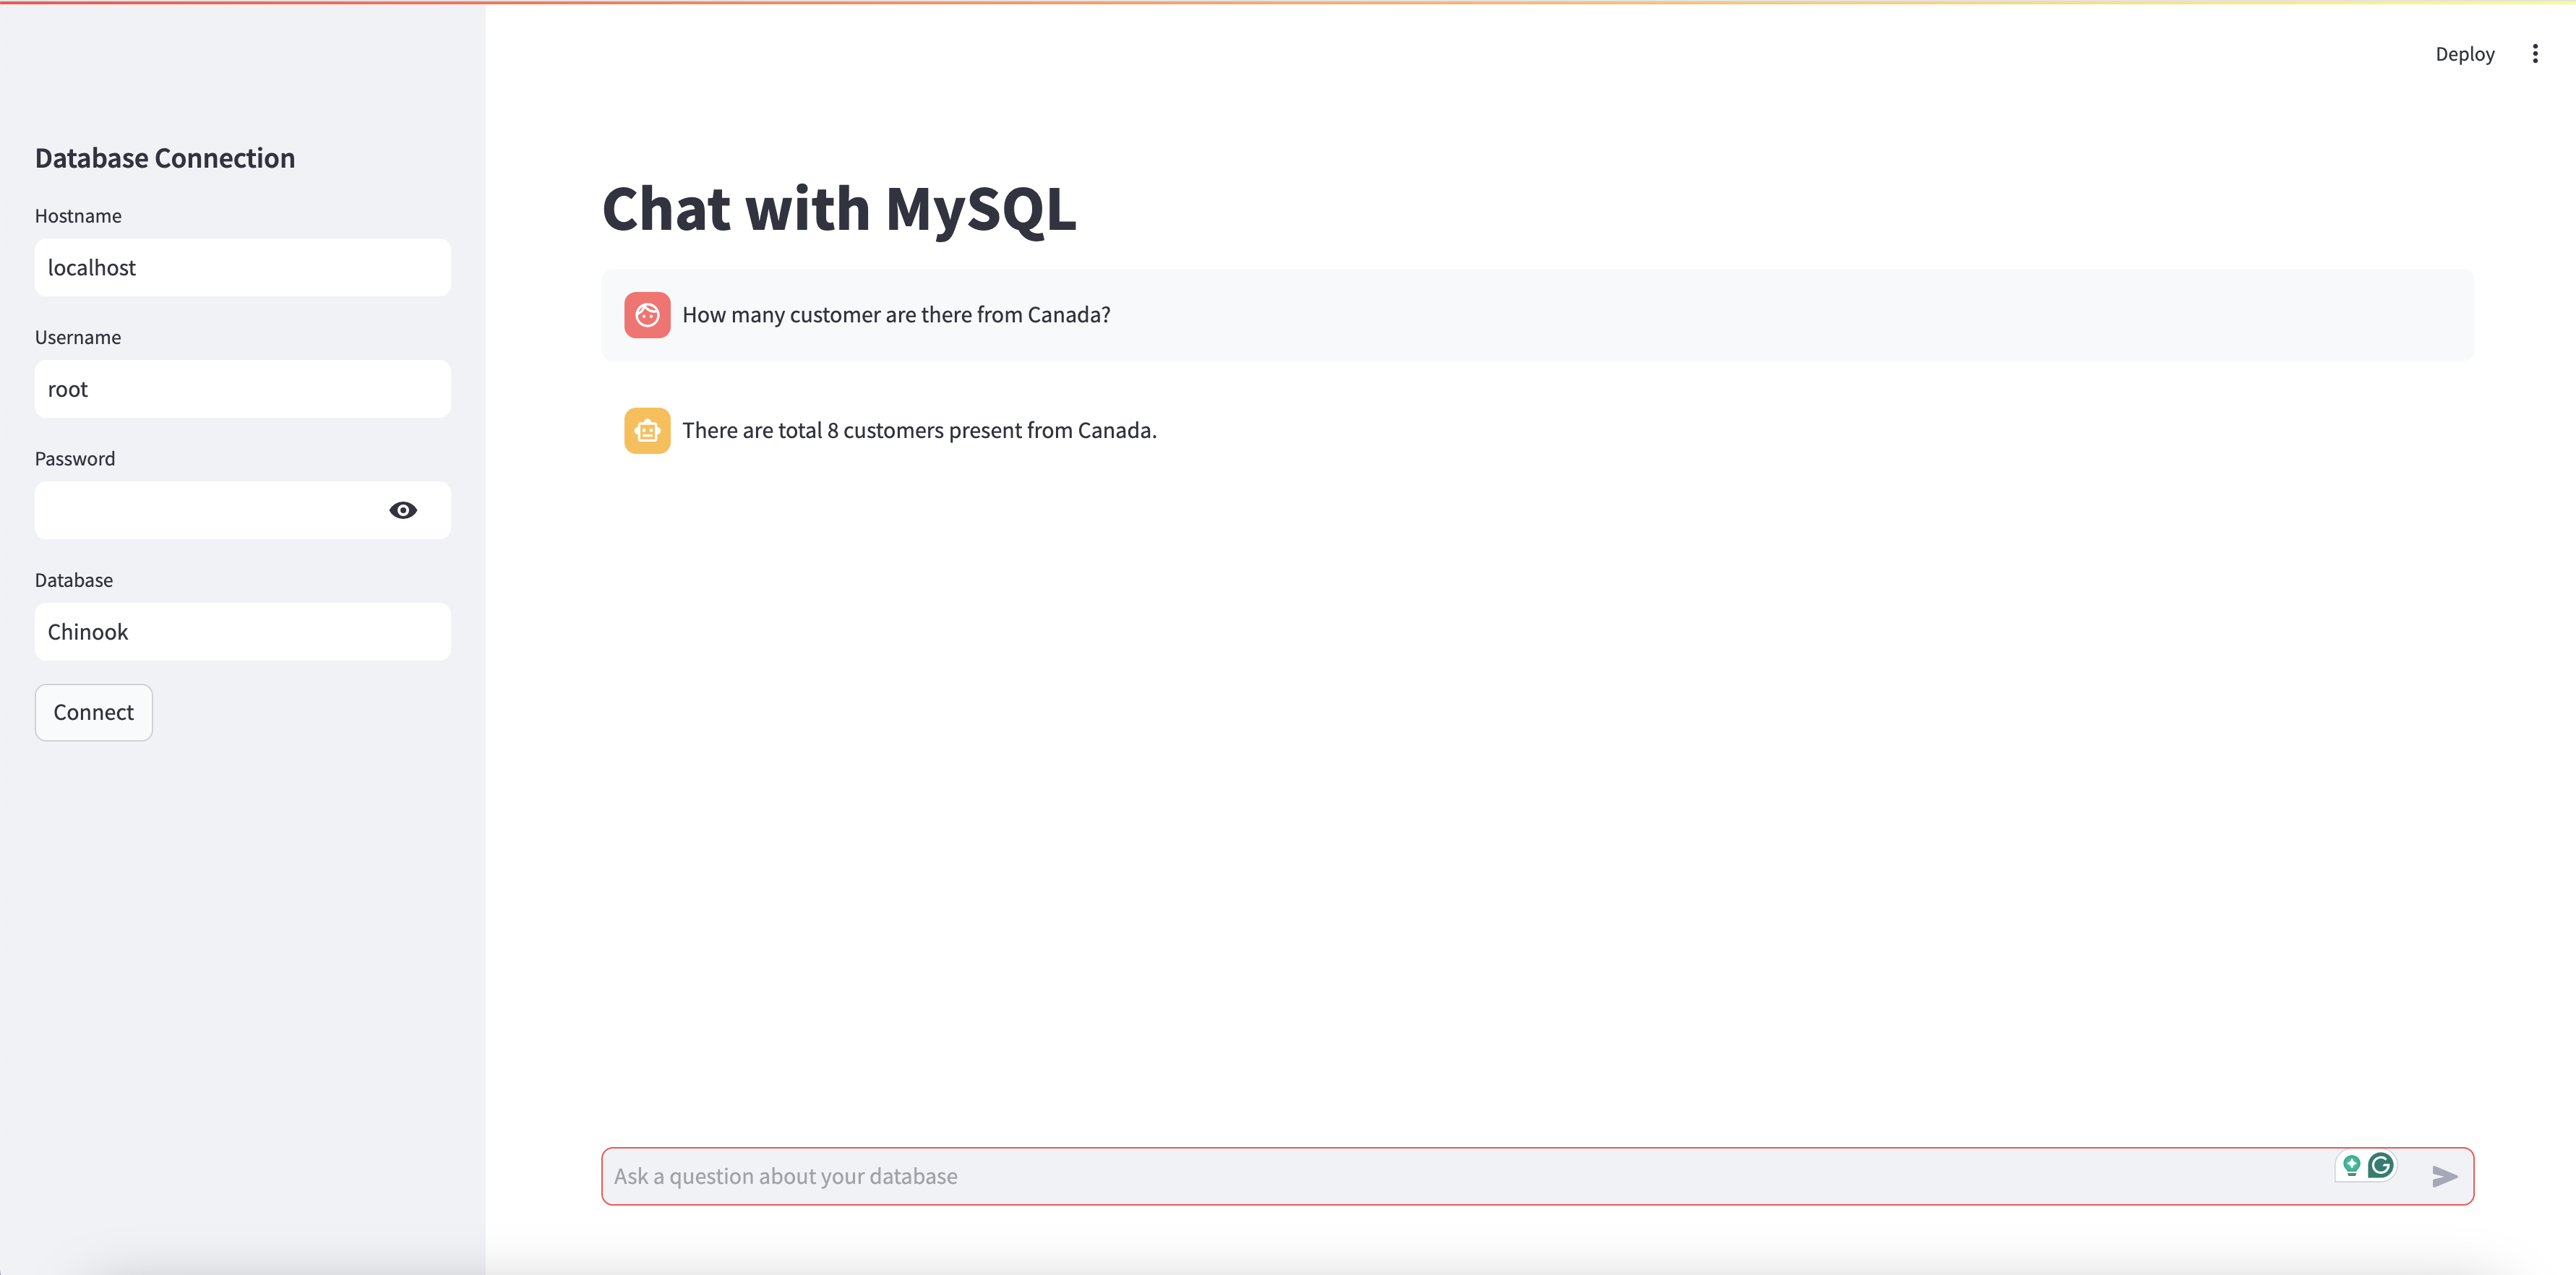 Deploy
Database Connection
Hostname
localhost
Username
root
Password
Database
Chinook
Connect
Chat with MySQL
How many customer are there from Canada?
There are total 8 customers present from Canada.
Ask a question about your database